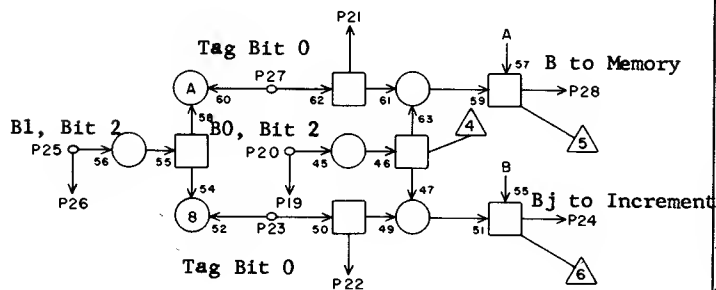 P21
Tag Bit 0
A
P27
57
B to Memory
A
60
62
61
59
P28
58
63
B1, Bit 2
B0, Bit 2
4
5
P25
56
55
P20
45
46
P26
54
P19
47
B
55
Bj to Increment
8
52
P23
50
49
51
P24
Tag Bit 0
P22
6